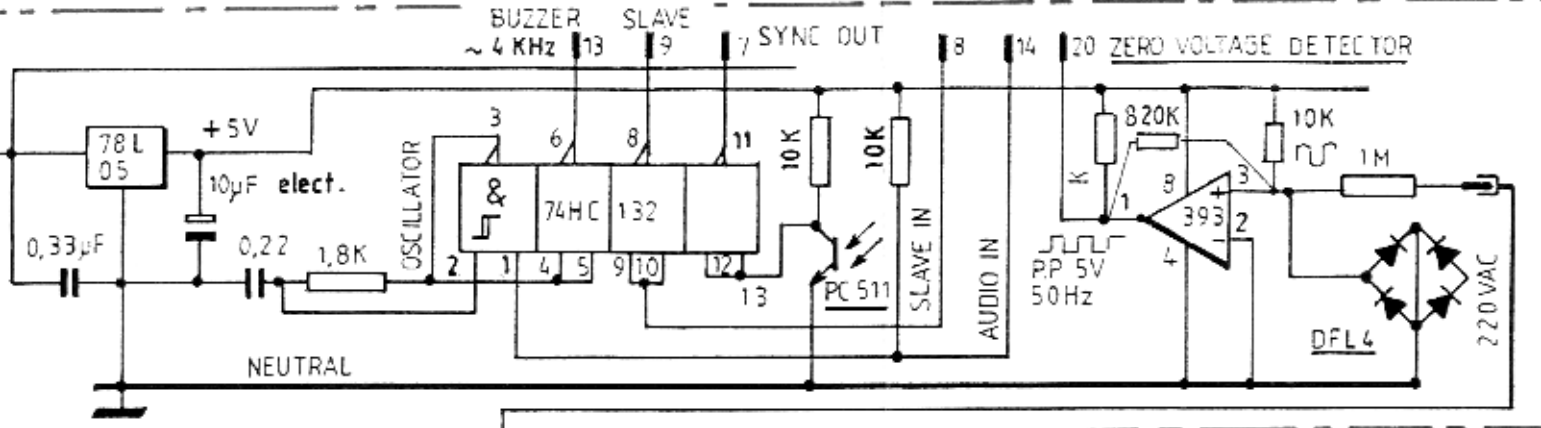 BUZZER SLAVE
~ 4 KHz 13 9 7 SYNC OUT 8 14 20 ZERO VOLTAGE DETECTOR
78L
05
+5V
10µF elect.
0,33µF
0,22
1,8K
OSCILLATOR
3 6 8 11
&
74HC 132
2 1 4 5 9 10 12
13
10K
10K
PC 511
SLAVE IN
AUDIO IN
K
820K
10K
1M
1 8 3
393
2
4
P.P 5V
50Hz
DFL4
220VAC
NEUTRAL